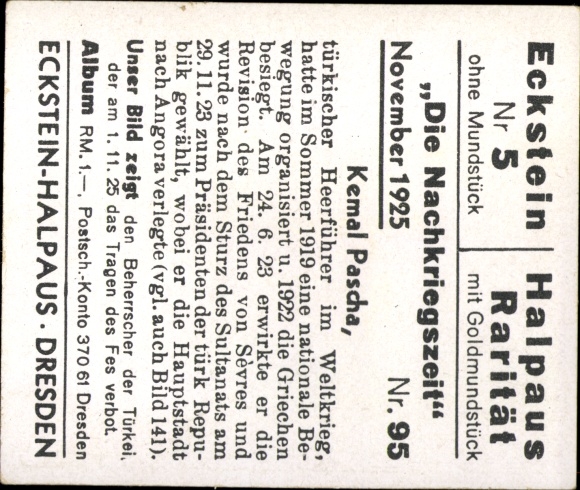 Eckstein Halpaus
Nr 5 Rarität
ohne Mundstück mit Goldmundstück
„Die Nachkriegszeit“
November 1925 Nr. 95
Kemal Pascha,
türkischer Heerführer im Weltkrieg,
hatte im Sommer 1919 eine nationale Be-
wegung organisiert u. 1922 die Griechen
besiegt. Am 24. 6. 23 erwirkte er die
Revision des Friedens von Sèvres und
wurde nach dem Sturz des Sultanats am
29. 11. 23 zum Präsidenten der türk Repu-
blik gewählt, wobei er die Hauptstadt
nach Angora verlegte (vgl. auch Bild 141).
Unser Bild zeigt den Beherrscher der Türkei,
der am 1. 11. 25 das Tragen des Fes verbot.
Album RM. 1.—, Postsch.-Konto 370 61 Dresden
ECKSTEIN-HALPAUS · DRESDEN